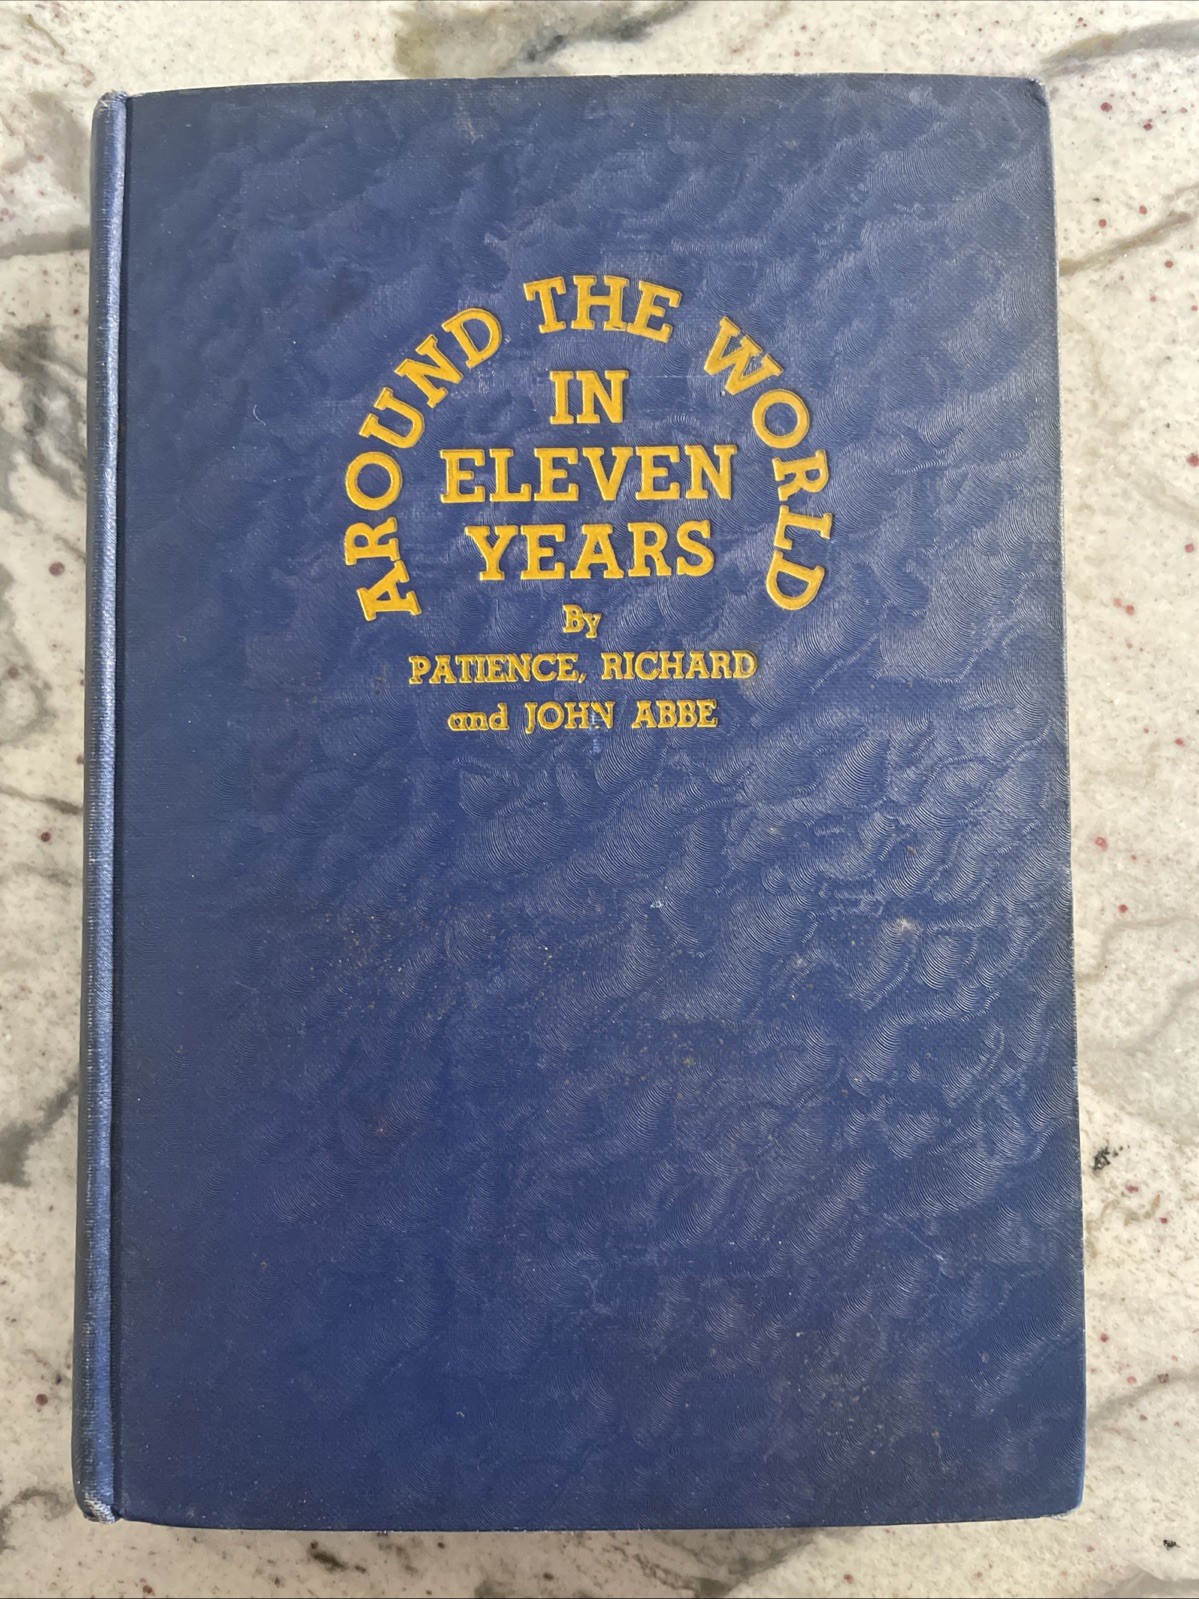 AROUND THE WORLD
IN
ELEVEN
YEARS
By
PATIENCE, RICHARD
and JOHN ABBE